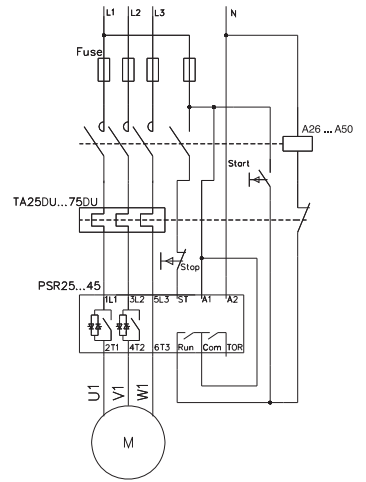 L1 L2 L3 N
Fuse
A26 ... A50
Start
TA25DU...75DU
Stop
PSR25...45
1L1 3L2 5L3 ST A1 A2
2T1 4T2 6T3 Run Com TOR
U1 V1 W1
M